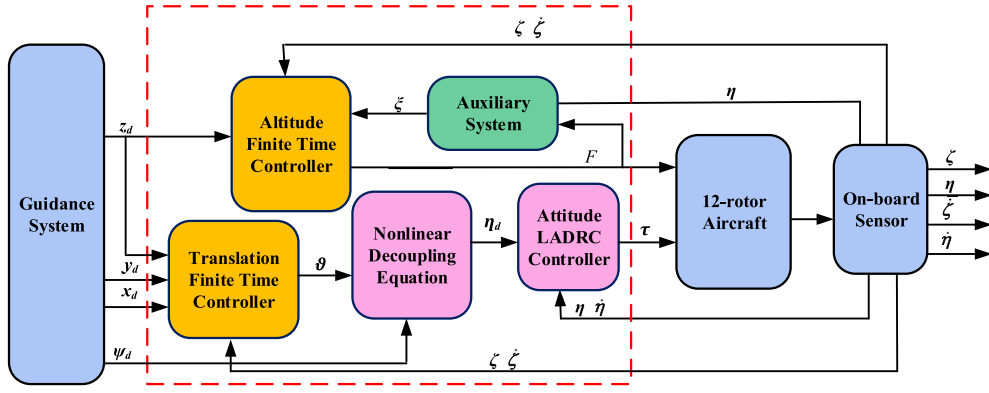 ζ ζ̇
Guidance
System
z_d
y_d
x_d
ψ_d
Altitude
Finite Time
Controller
ξ
Auxiliary
System
η
F
Translation
Finite Time
Controller
ϑ
Nonlinear
Decoupling
Equation
η_d
Attitude
LADRC
Controller
τ
12-rotor
Aircraft
On-board
Sensor
ζ
η
ζ̇
η̇
η η̇
ζ ζ̇